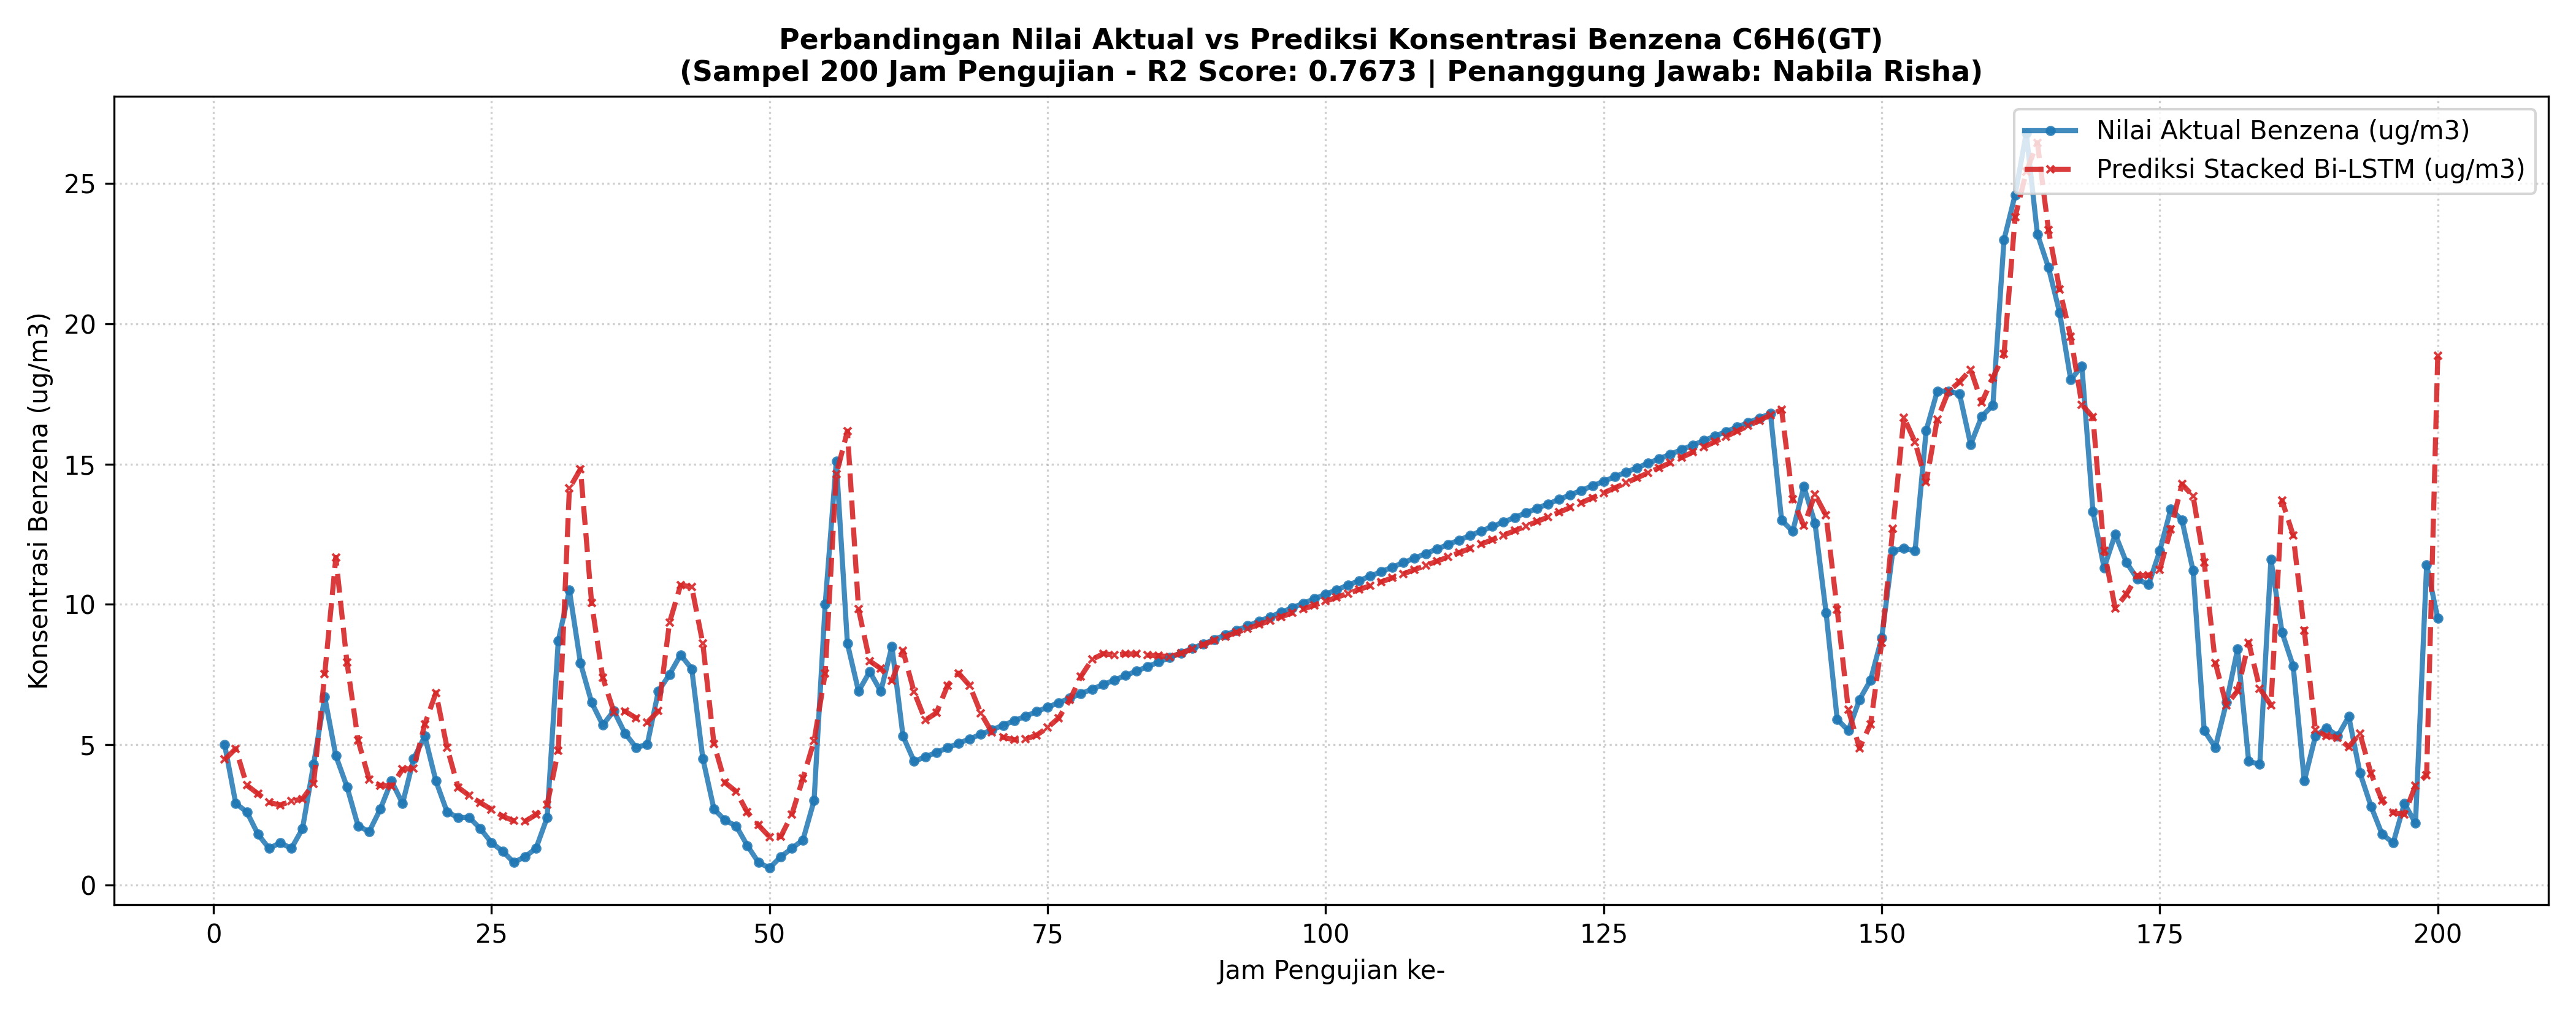 Perbandingan Nilai Aktual vs Prediksi Konsentrasi Benzena C6H6(GT)
(Sampel 200 Jam Pengujian - R2 Score: 0.7673 | Penanggung Jawab: Nabila Risha)
Nilai Aktual Benzena (ug/m3)
Prediksi Stacked Bi-LSTM (ug/m3)
Konsentrasi Benzena (ug/m3)
25
20
15
10
5
0
0 25 50 75 100 125 150 175 200
Jam Pengujian ke-